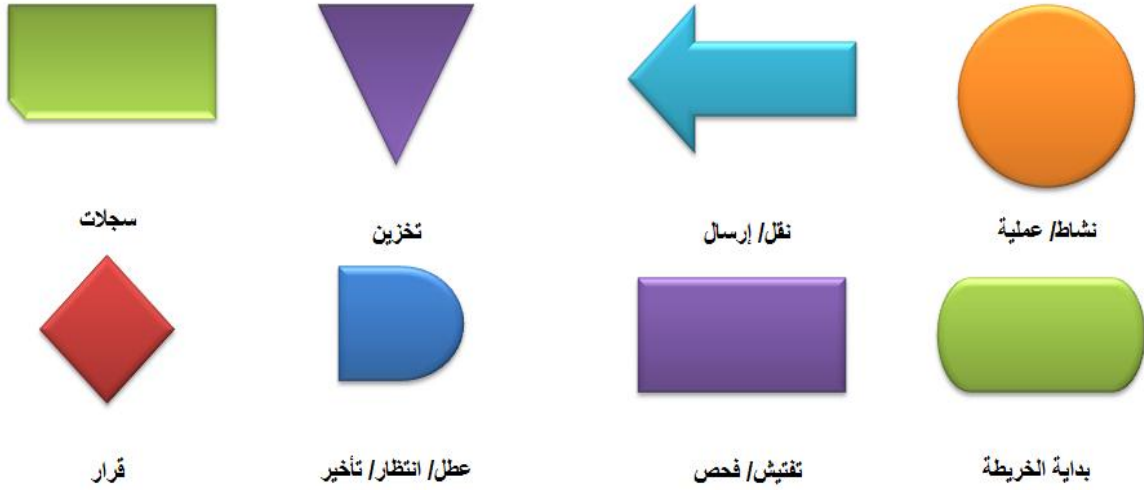 نشاط/ عملية
نقل/ إرسال
تخزين
سجلات
بداية الخريطة
تفتيش/ فحص
عطل/ انتظار/ تأخير
قرار